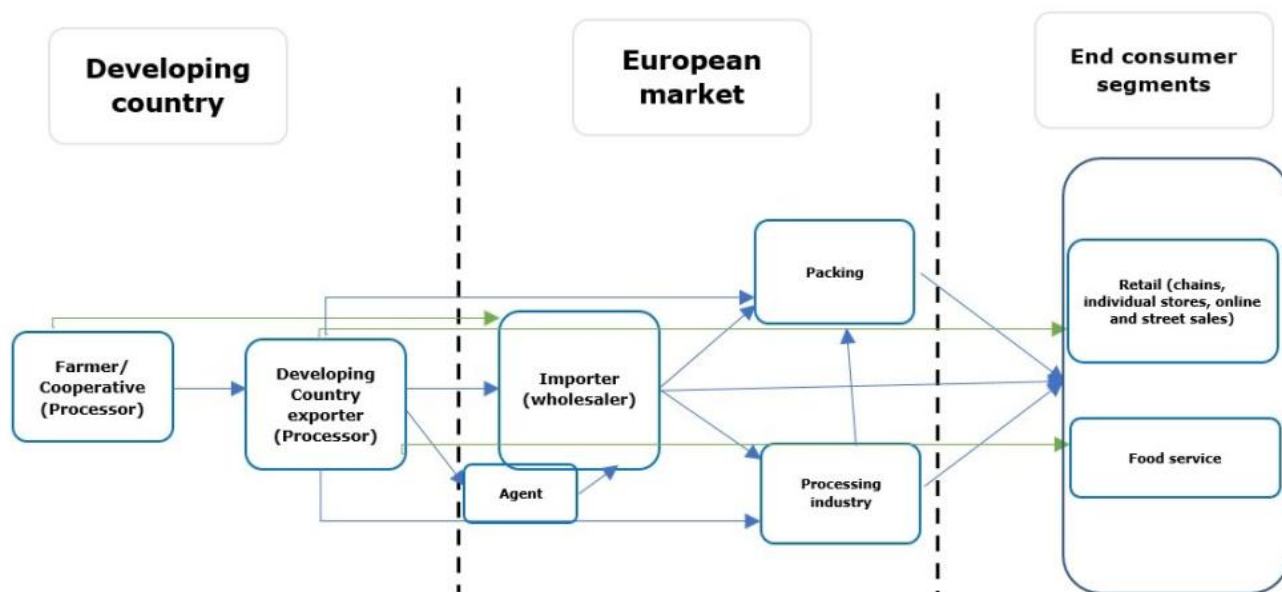 Developing
country
European
market
End consumer
segments
Packing
Retail (chains,
individual stores, online
and street sales)
Farmer/
Cooperative
(Processor)
Developing
Country
exporter
(Processor)
Importer
(wholesaler)
Agent
Processing
industry
Food service